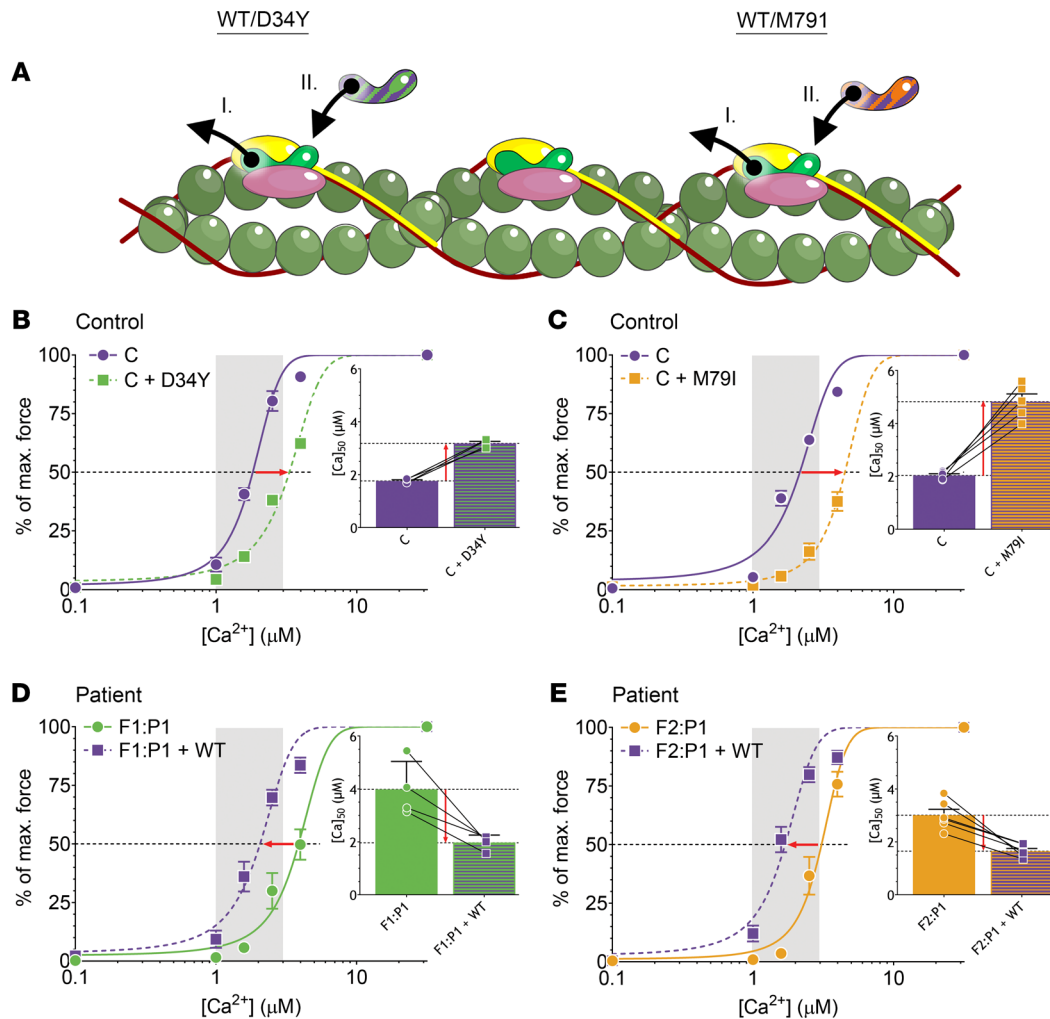 WT/D34Y
WT/M791
A
I.
II.
I.
II.
B Control
C
C + D34Y
% of max. force
100
75
50
25
0
0.1
1
10
[Ca²⁺] (μM)
[Ca]₅₀ (μM)
6
4
2
0
C
C + D34Y
C Control
C
C + M79I
% of max. force
100
75
50
25
0
0.1
1
10
[Ca²⁺] (μM)
[Ca]₅₀ (μM)
6
4
2
0
C
C + M79I
D Patient
F1:P1
F1:P1 + WT
% of max. force
100
75
50
25
0
0.1
1
10
[Ca²⁺] (μM)
[Ca]₅₀ (μM)
6
4
2
0
F1:P1
F1:P1 + WT
E Patient
F2:P1
F2:P1 + WT
% of max. force
100
75
50
25
0
0.1
1
10
[Ca²⁺] (μM)
[Ca]₅₀ (μM)
6
4
2
0
F2:P1
F2:P1 + WT